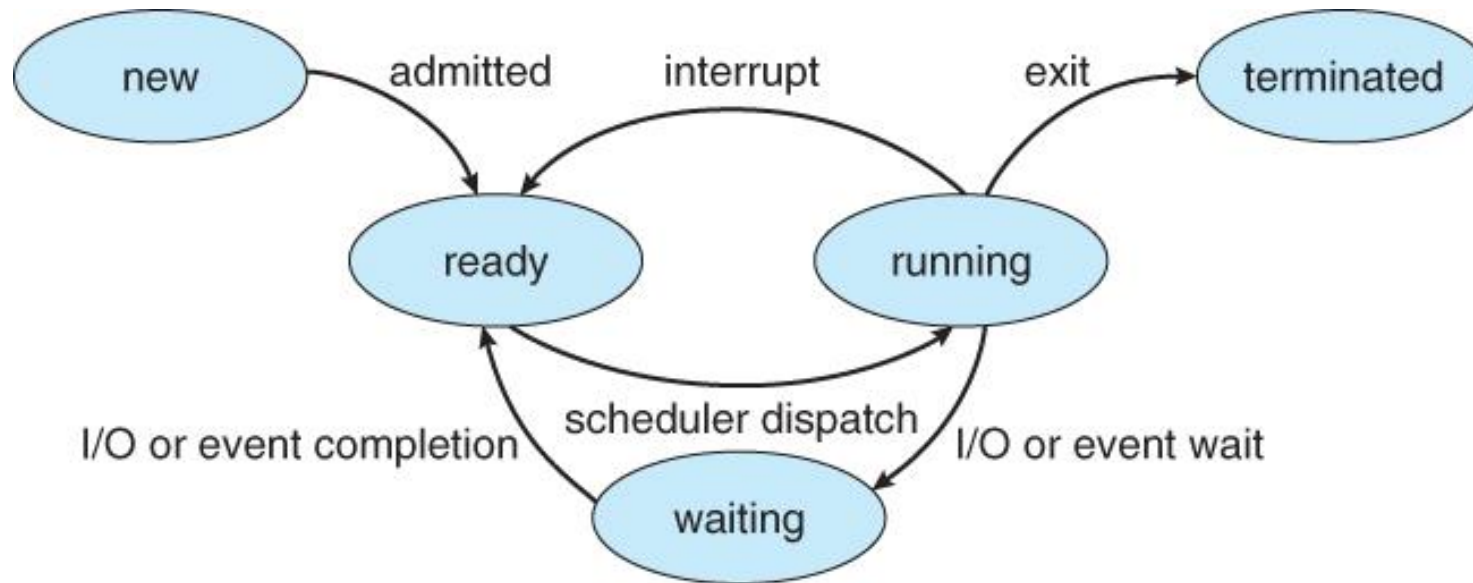 new
admitted
interrupt
exit
terminated
ready
running
scheduler dispatch
I/O or event completion
I/O or event wait
waiting